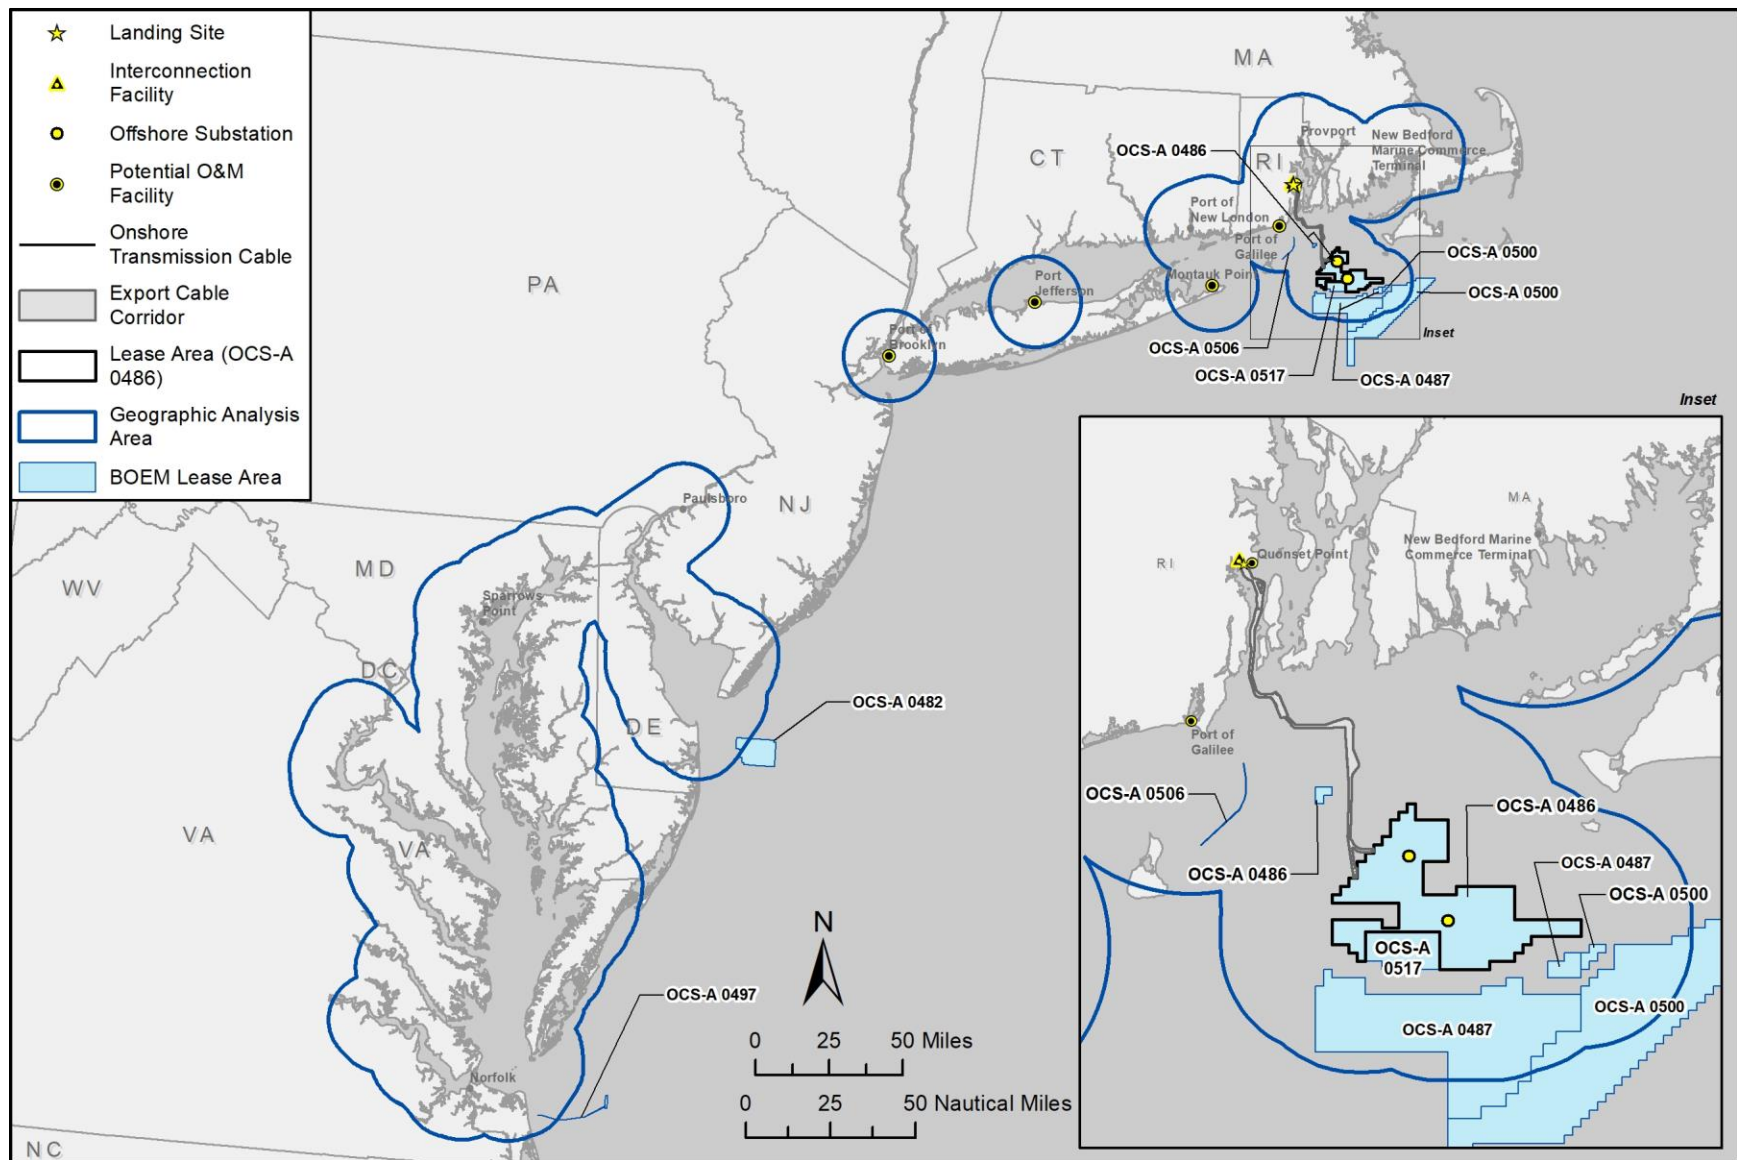 Landing Site
Interconnection
Facility
Offshore Substation
Potential O&M
Facility
Onshore
Transmission Cable
Export Cable
Corridor
Lease Area (OCS-A
0486)
Geographic Analysis
Area
BOEM Lease Area
MA
CT
RI
PA
NJ
MD
WV
DC
DE
VA
VA
NC
Provport
New Bedford
Marine Commerce
Terminal
OCS-A 0486
Port of
New London
Port of
Galilee
Montauk Point
Port
Jefferson
Port of
Brooklyn
OCS-A 0500
OCS-A 0500
Inset
OCS-A 0506
OCS-A 0517
OCS-A 0487
Paulsboro
Sparrows
Point
OCS-A 0482
OCS-A 0497
Norfolk
N
0 25 50 Miles
0 25 50 Nautical Miles
Inset
MA
RI
New Bedford Marine
Commerce Terminal
Quonset Point
Port of
Galilee
OCS-A 0506
OCS-A 0486
OCS-A 0486
OCS-A 0487
OCS-A 0500
OCS-A
0517
OCS-A 0487
OCS-A 0500